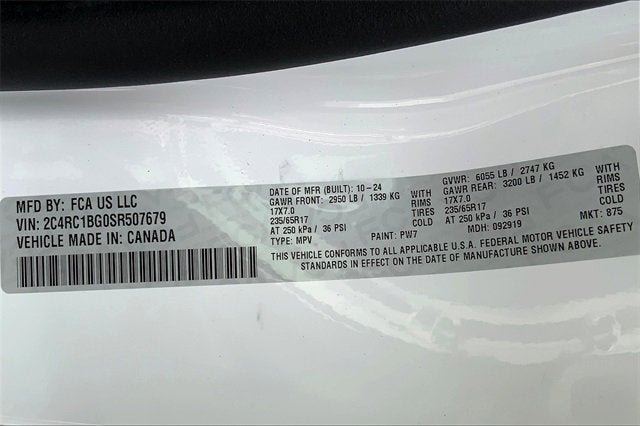 MFD BY: FCA US LLC
VIN: 2C4RC1BG0SR507679
VEHICLE MADE IN: CANADA
DATE OF MFR (BUILT): 10-24
GAWR FRONT: 2950 LB / 1339 KG WITH
17X7.0 RIMS
235/65R17 TIRES
AT 250 kPa / 36 PSI COLD
TYPE: MPV PAINT: PW7
GVWR: 6055 LB / 2747 KG
GAWR REAR: 3200 LB / 1452 KG WITH
17X7.0 RIMS
235/65R17 TIRES
AT 250 kPa / 36 PSI COLD
MDH: 092919 MKT: 875
THIS VEHICLE CONFORMS TO ALL APPLICABLE U.S.A. FEDERAL MOTOR VEHICLE SAFETY
STANDARDS IN EFFECT ON THE DATE OF MANUFACTURE SHOWN ABOVE.